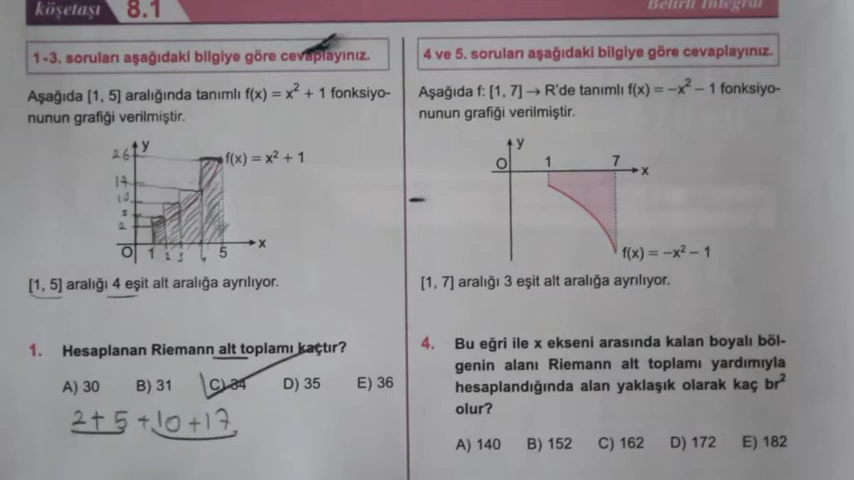 köşetaşı 8.1
Belirli İntegral
1-3. soruları aşağıdaki bilgiye göre cevaplayınız.
Aşağıda [1, 5] aralığında tanımlı f(x) = x² + 1 fonksiyo-
nunun grafiği verilmiştir.
y
26
f(x) = x² + 1
17
10
5
2
O 1 2 3 4 5 x
[1, 5] aralığı 4 eşit alt aralığa ayrılıyor.
1. Hesaplanan Riemann alt toplamı kaçtır?
A) 30 B) 31 C) 34 D) 35 E) 36
2+5+10+17
4 ve 5. soruları aşağıdaki bilgiye göre cevaplayınız.
Aşağıda f: [1, 7] → R'de tanımlı f(x) = –x² – 1 fonksiyo-
nunun grafiği verilmiştir.
y
O 1 7 x
f(x) = –x² – 1
[1, 7] aralığı 3 eşit alt aralığa ayrılıyor.
4. Bu eğri ile x ekseni arasında kalan boyalı böl-
genin alanı Riemann alt toplamı yardımıyla
hesaplandığında alan yaklaşık olarak kaç br²
olur?
A) 140 B) 152 C) 162 D) 172 E) 182